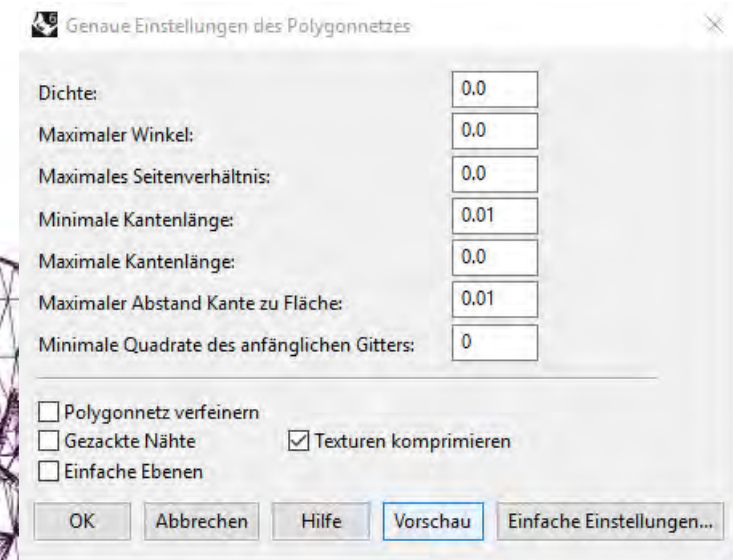 Genaue Einstellungen des Polygonnetzes
Dichte: 0.0
Maximaler Winkel: 0.0
Maximales Seitenverhältnis: 0.0
Minimale Kantenlänge: 0.01
Maximale Kantenlänge: 0.0
Maximaler Abstand Kante zu Fläche: 0.01
Minimale Quadrate des anfänglichen Gitters: 0
Polygonnetz verfeinern
Gezackte Nähte Texturen komprimieren
Einfache Ebenen
OK Abbrechen Hilfe Vorschau Einfache Einstellungen...